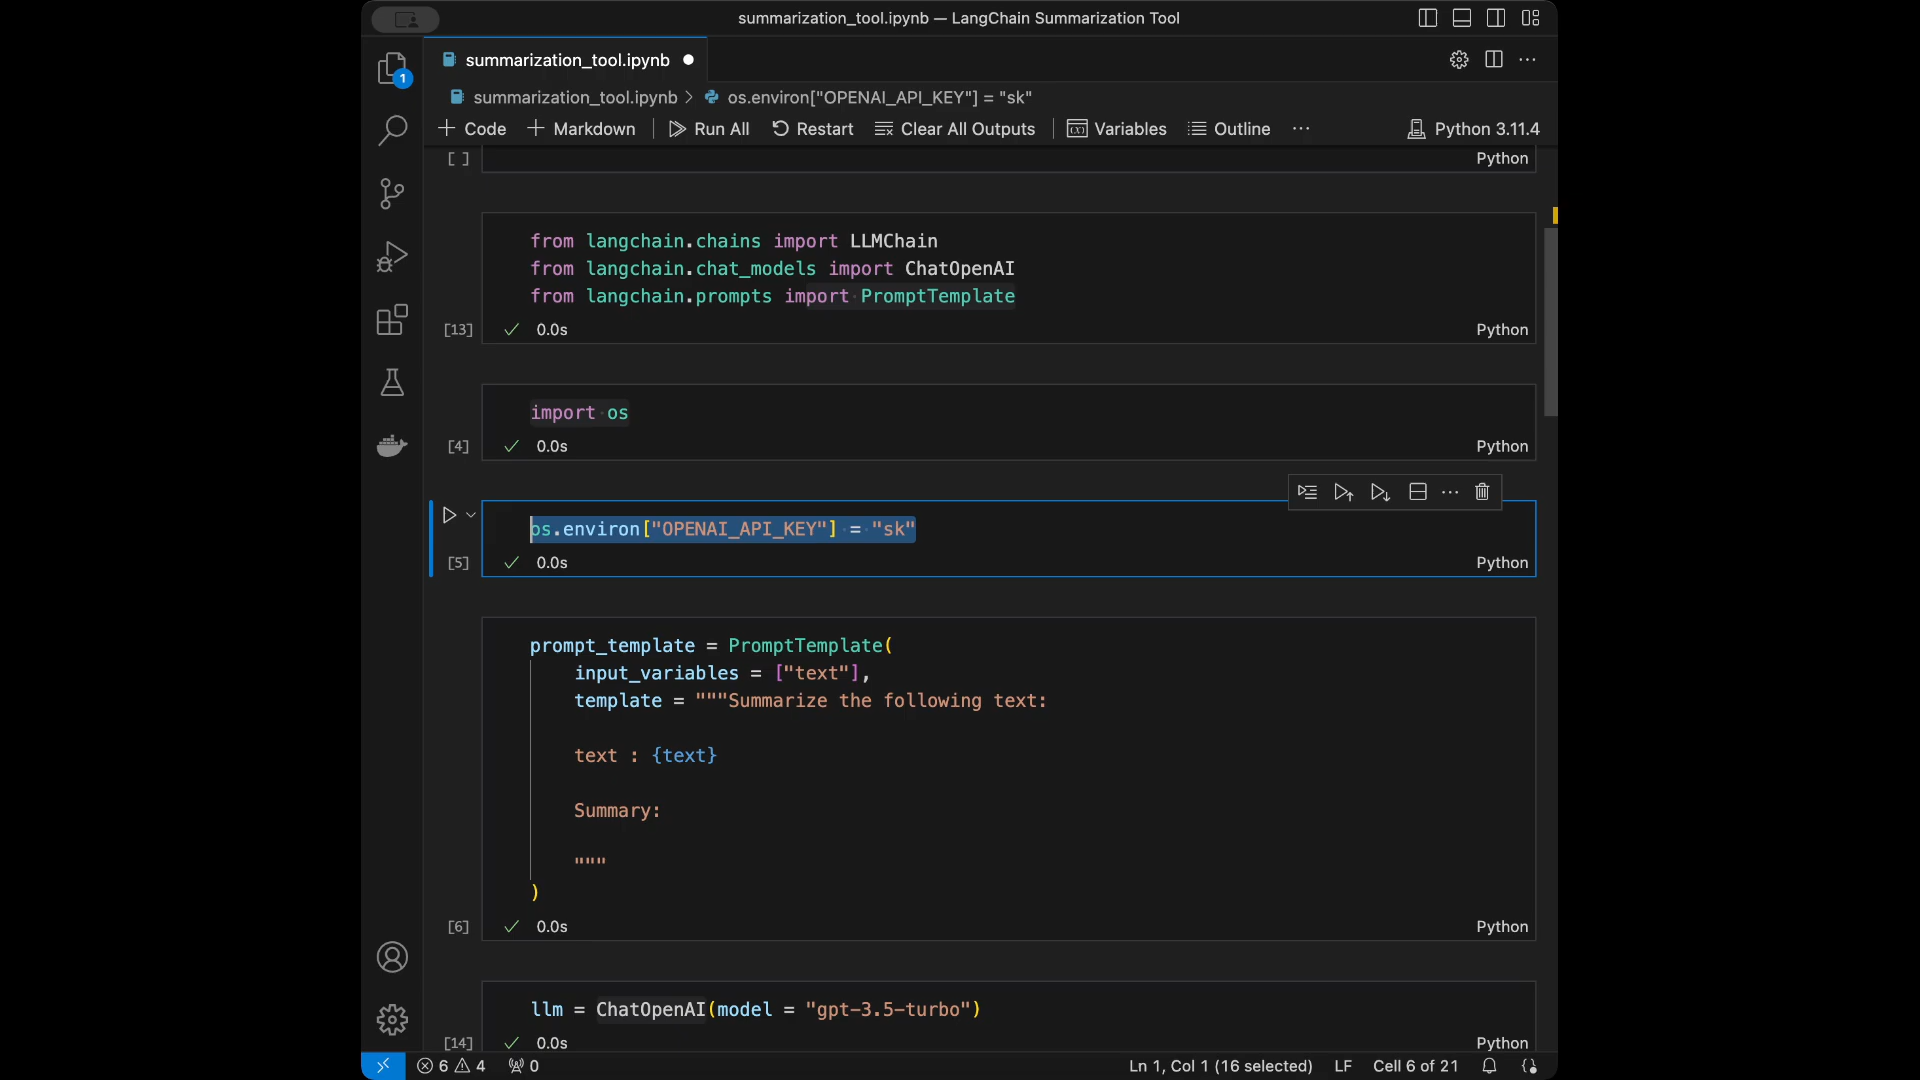 summarization_tool.ipynb — LangChain Summarization Tool
summarization_tool.ipynb
1
summarization_tool.ipynb > os.environ["OPENAI_API_KEY"] = "sk"
Code Markdown Run All Restart Clear All Outputs Variables Outline ... Python 3.11.4
[ ] Python
from langchain.chains import LLMChain
from langchain.chat_models import ChatOpenAI
from langchain.prompts import PromptTemplate
[13] 0.0s Python
import os
[4] 0.0s Python
os.environ["OPENAI_API_KEY"] = "sk"
[5] 0.0s Python
prompt_template = PromptTemplate(
input_variables = ["text"],
template = """Summarize the following text:
text : {text}
Summary:
"""
)
[6] 0.0s Python
llm = ChatOpenAI(model = "gpt-3.5-turbo")
[14] 0.0s Python
6 4 0 Ln 1, Col 1 (16 selected) LF Cell 6 of 21